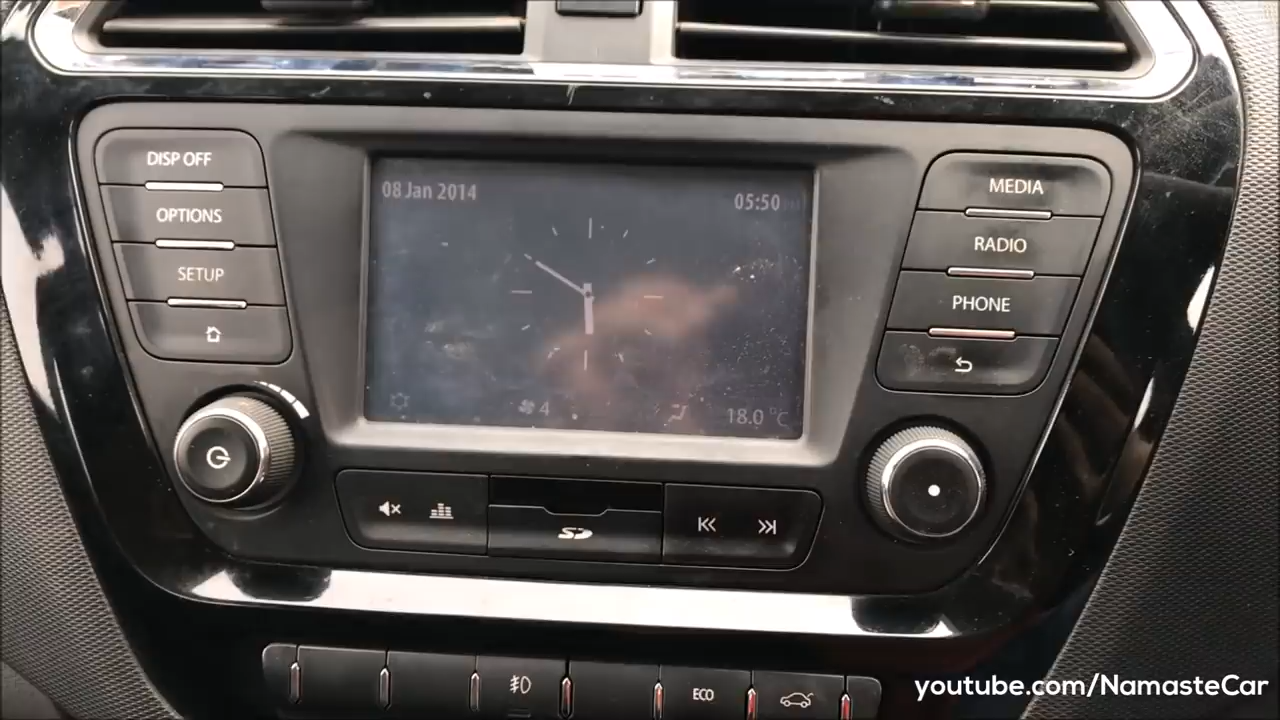 DISP OFF
OPTIONS
SETUP
08 Jan 2014
05:50
4
18.0 °C
MEDIA
RADIO
PHONE
SD
ECO
youtube.com/NamasteCar